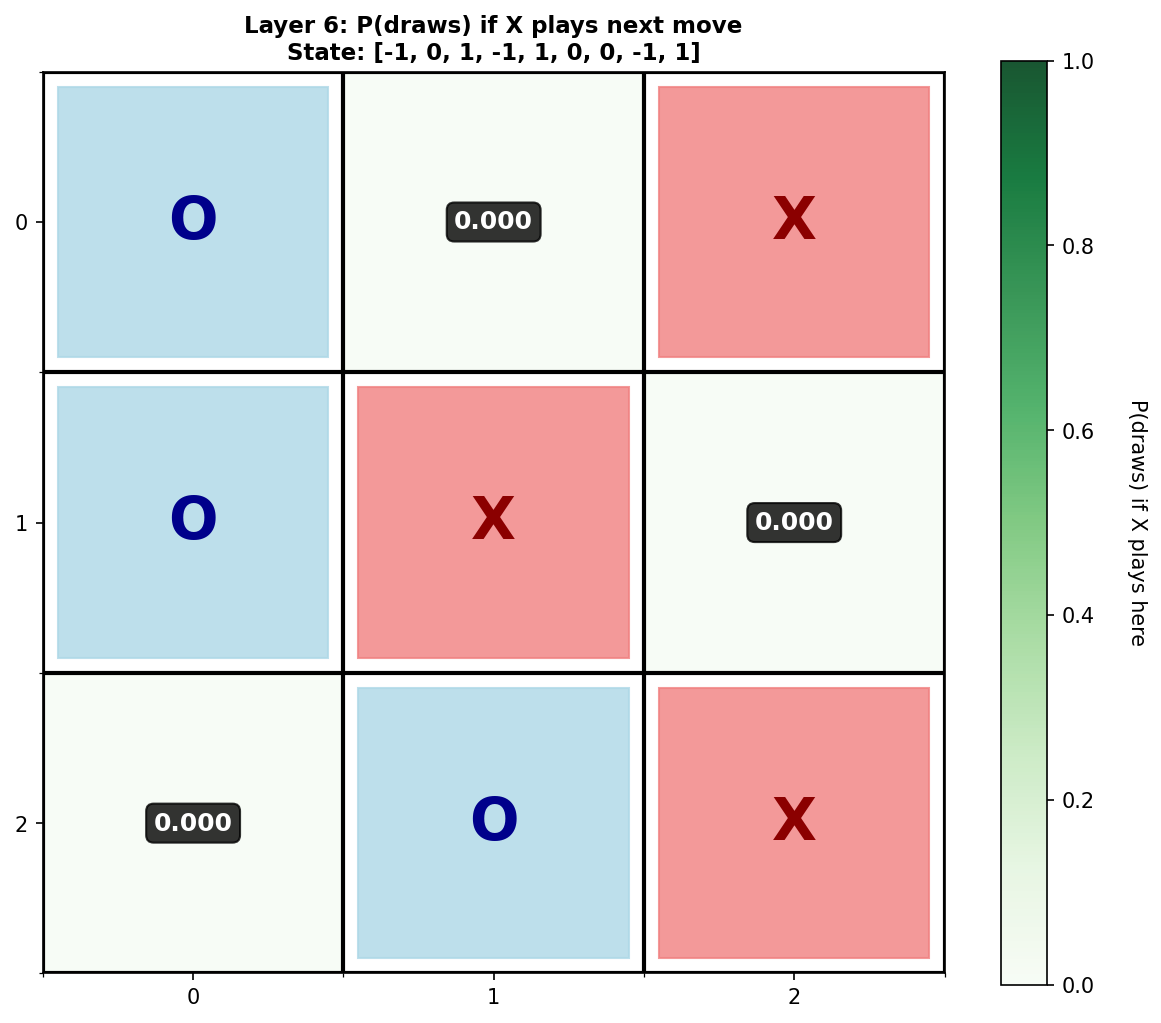 Layer 6: P(draws) if X plays next move
State: [-1, 0, 1, -1, 1, 0, 0, -1, 1]
1.0
0.8
0.6
0.4
0.2
0.0
P(draws) if X plays here
0
O
0.000
X
1
O
X
0.000
2
0.000
O
X
0
1
2